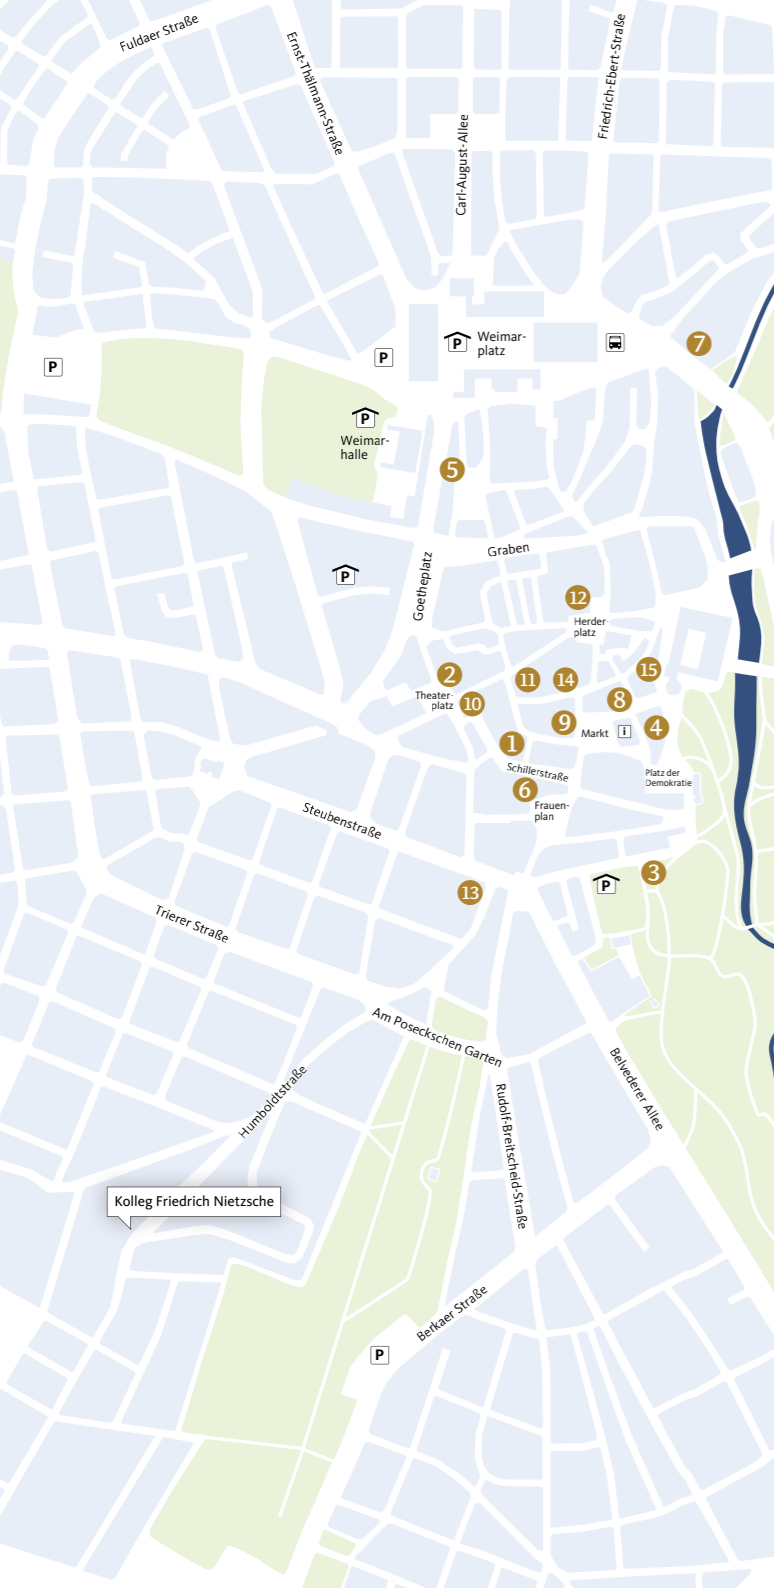 Fuldaer Straße
Ernst-Thälmann-Straße
Carl-August-Allee
Friedrich-Ebert-Straße
P
Weimar-
platz
7
P
P
P
Weimar-
halle
5
Graben
P
Goetheplatz
12
Herder
platz
2
11
14
15
Theater-
platz
10
8
9
Markt
i
4
1
Schillerstraße
Platz der
Demokratie
6
Frauen-
plan
Steubenstraße
3
P
13
Trierer Straße
Am Poseckschen Garten
Humboldtstraße
Belvederer Allee
Rudolf-Breitscheid-Straße
Kolleg Friedrich Nietzsche
Berkaer Straße
P